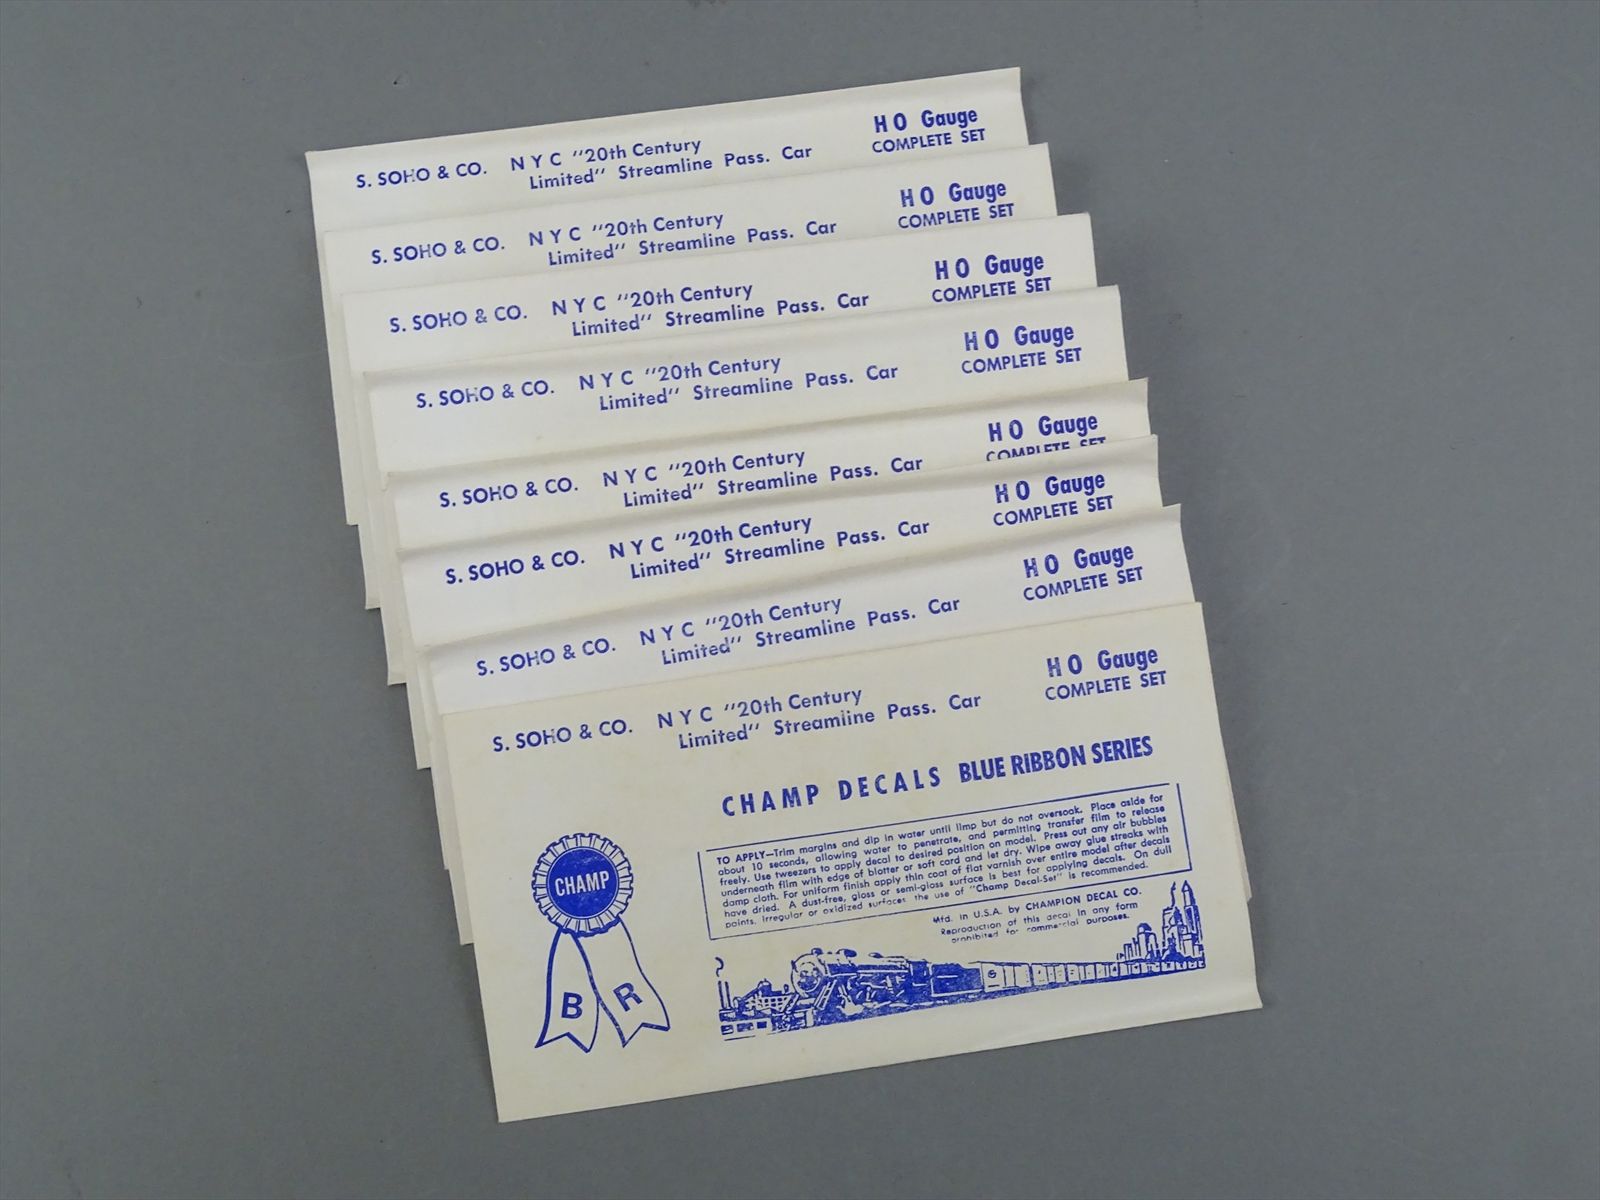 S. SOHO & CO. N Y C "20th Century HO Gauge
Limited" Streamline Pass. Car COMPLETE SET
S. SOHO & CO. N Y C "20th Century HO Gauge
Limited" Streamline Pass. Car COMPLETE SET
S. SOHO & CO. N Y C "20th Century HO Gauge
Limited" Streamline Pass. Car COMPLETE SET
S. SOHO & CO. N Y C "20th Century HO Gauge
Limited" Streamline Pass. Car COMPLETE SET
S. SOHO & CO. N Y C "20th Century HO Gauge
Limited" Streamline Pass. Car COMPLETE SET
S. SOHO & CO. N Y C "20th Century HO Gauge
Limited" Streamline Pass. Car COMPLETE SET
S. SOHO & CO. N Y C "20th Century HO Gauge
Limited" Streamline Pass. Car COMPLETE SET
S. SOHO & CO. N Y C "20th Century HO Gauge
Limited" Streamline Pass. Car COMPLETE SET
CHAMP DECALS BLUE RIBBON SERIES
TO APPLY—Trim margins and dip in water until limp but do not oversoak. Place aside for
about 10 seconds, allowing water to penetrate, and permitting transfer film to release
freely. Use tweezers to apply decal to desired position on model. Press out any air bubbles
underneath film with edge of blotter or soft cord and let dry. Wipe away glue streaks with
damp cloth. For uniform finish apply thin coat of flat varnish over entire model after decals
have dried. A dust-free, gloss or semi-gloss surface is best for applying decals. On dull
paints, irregular or oxidized surfaces the use of "Champ Decal-Set" is recommended.
Mfd. in U.S.A. by CHAMPION DECAL CO.
Reproduction of this decal in any form
prohibited for commercial purposes.
CHAMP
B R